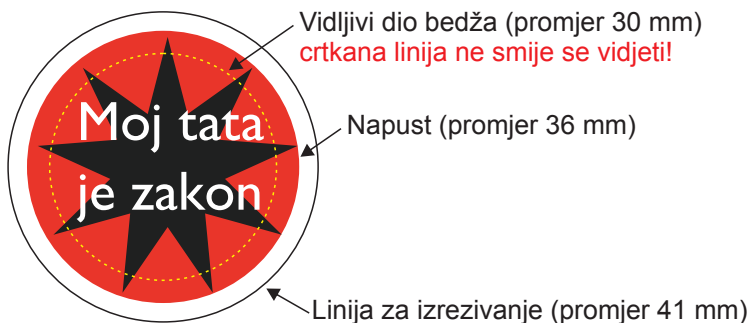 Vidljivi dio bedža (promjer 30 mm)
crtkana linija ne smije se vidjeti!
Moj tata
je zakon
Napust (promjer 36 mm)
Linija za izrezivanje (promjer 41 mm)